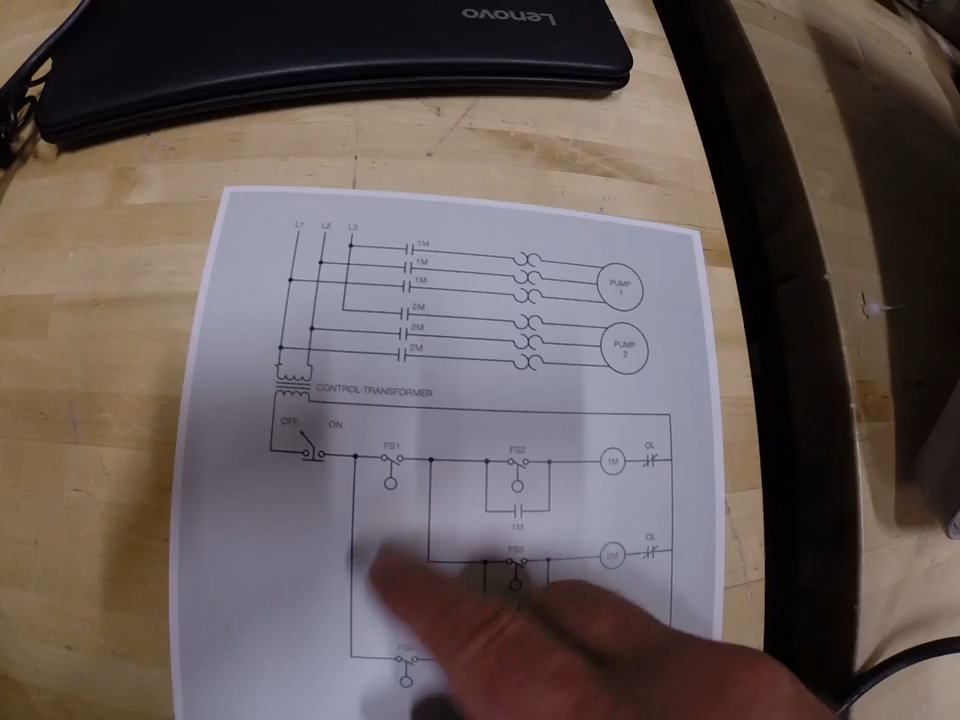 Lenovo
L1 L2 L3
1M
1M
1M
PUMP
1
2M
2M
2M
PUMP
2
CONTROL TRANSFORMER
OFF ON
FS1
FS2
1M
OL
1M
FS3
2M
OL